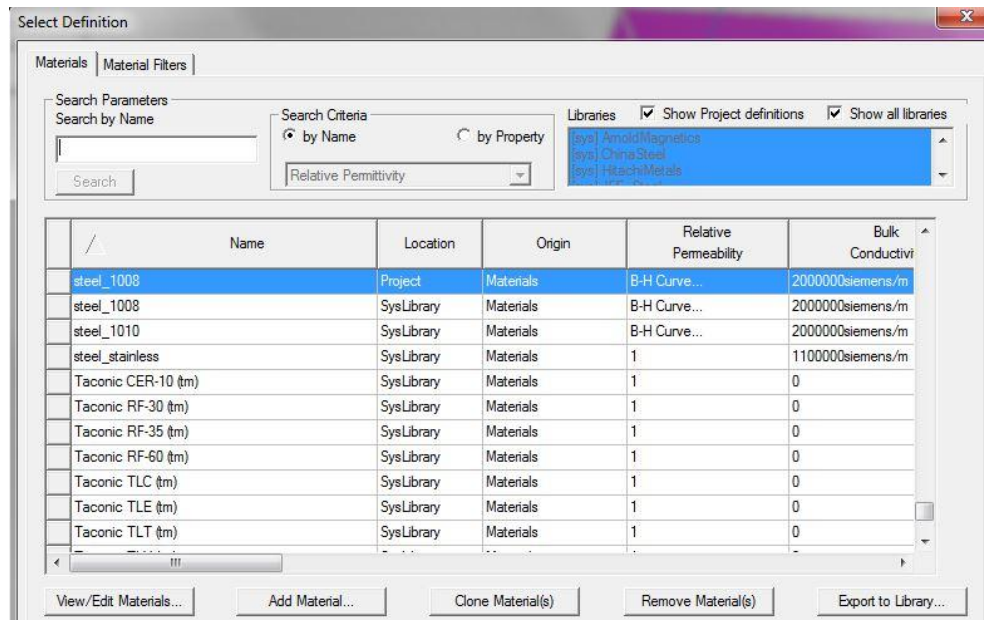 Select Definition
Materials Material Filters
Search Parameters
Search by Name
Search
Search Criteria
by Name by Property
Relative Permittivity
Libraries Show Project definitions Show all libraries
[sys] ArnoldMagnetics
[sys] ChinaSteel
[sys] HitachiMetals
Name Location Origin Relative Permeability Bulk Conductivi
steel_1008 Project Materials B-H Curve... 2000000siemens/m
steel_1008 SysLibrary Materials B-H Curve... 2000000siemens/m
steel_1010 SysLibrary Materials B-H Curve... 2000000siemens/m
steel_stainless SysLibrary Materials 1 1100000siemens/m
Taconic CER-10 (tm) SysLibrary Materials 1 0
Taconic RF-30 (tm) SysLibrary Materials 1 0
Taconic RF-35 (tm) SysLibrary Materials 1 0
Taconic RF-60 (tm) SysLibrary Materials 1 0
Taconic TLC (tm) SysLibrary Materials 1 0
Taconic TLE (tm) SysLibrary Materials 1 0
Taconic TLT (tm) SysLibrary Materials 1 0
View/Edit Materials... Add Material... Clone Material(s) Remove Material(s) Export to Library...